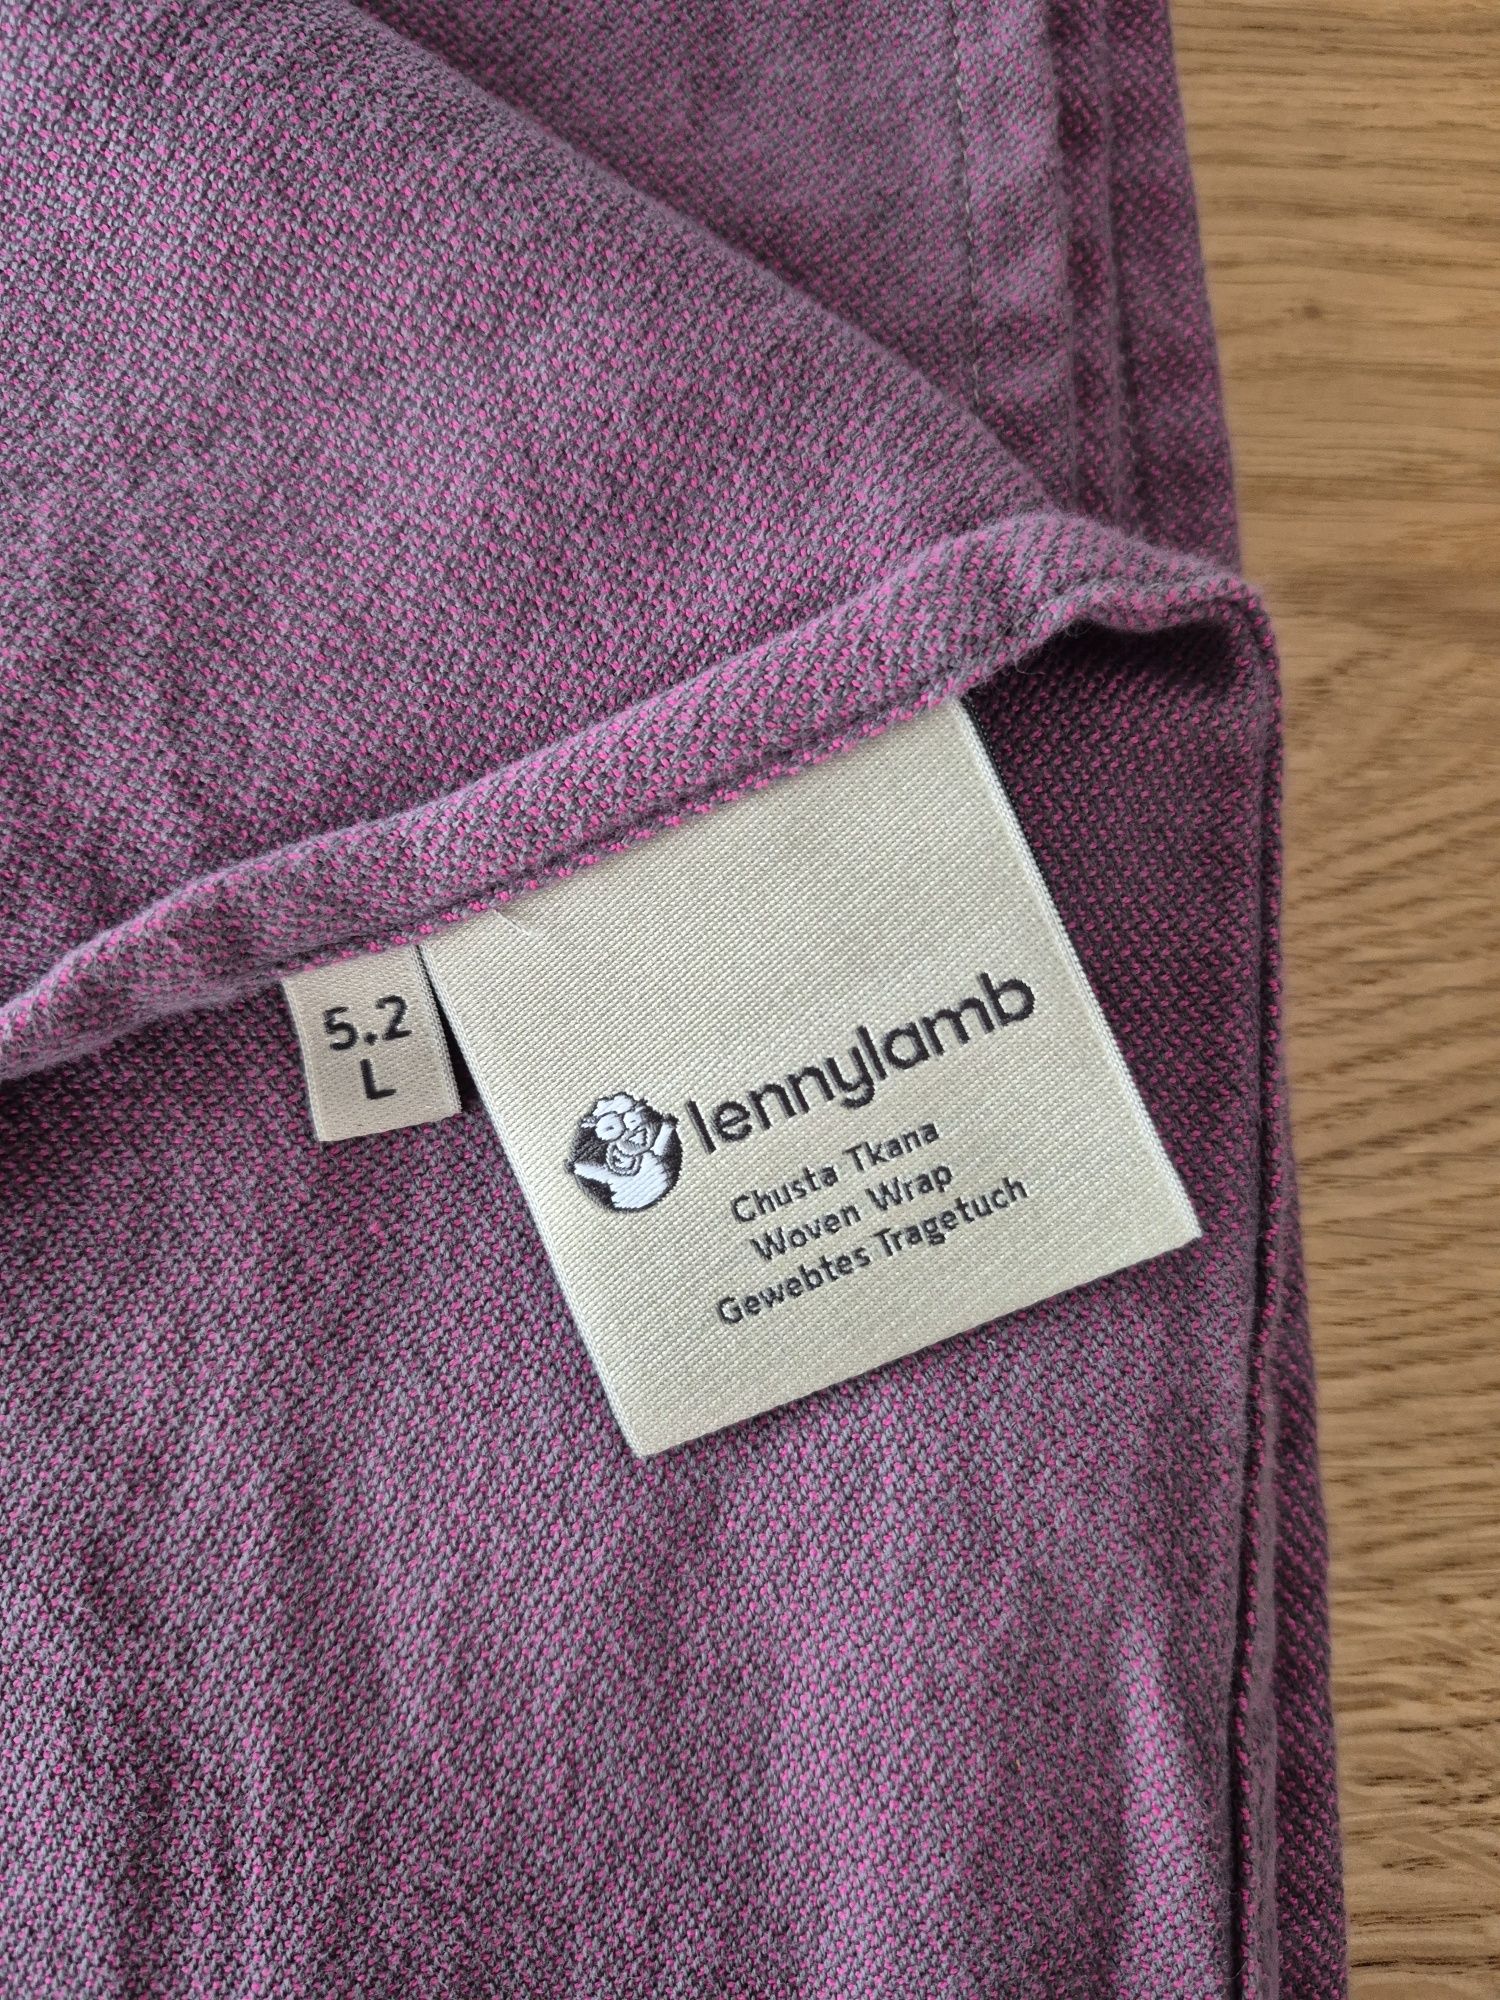 5.2
L
lennylamb
Chusta Tkana
Woven Wrap
Gewebtes Tragetuch